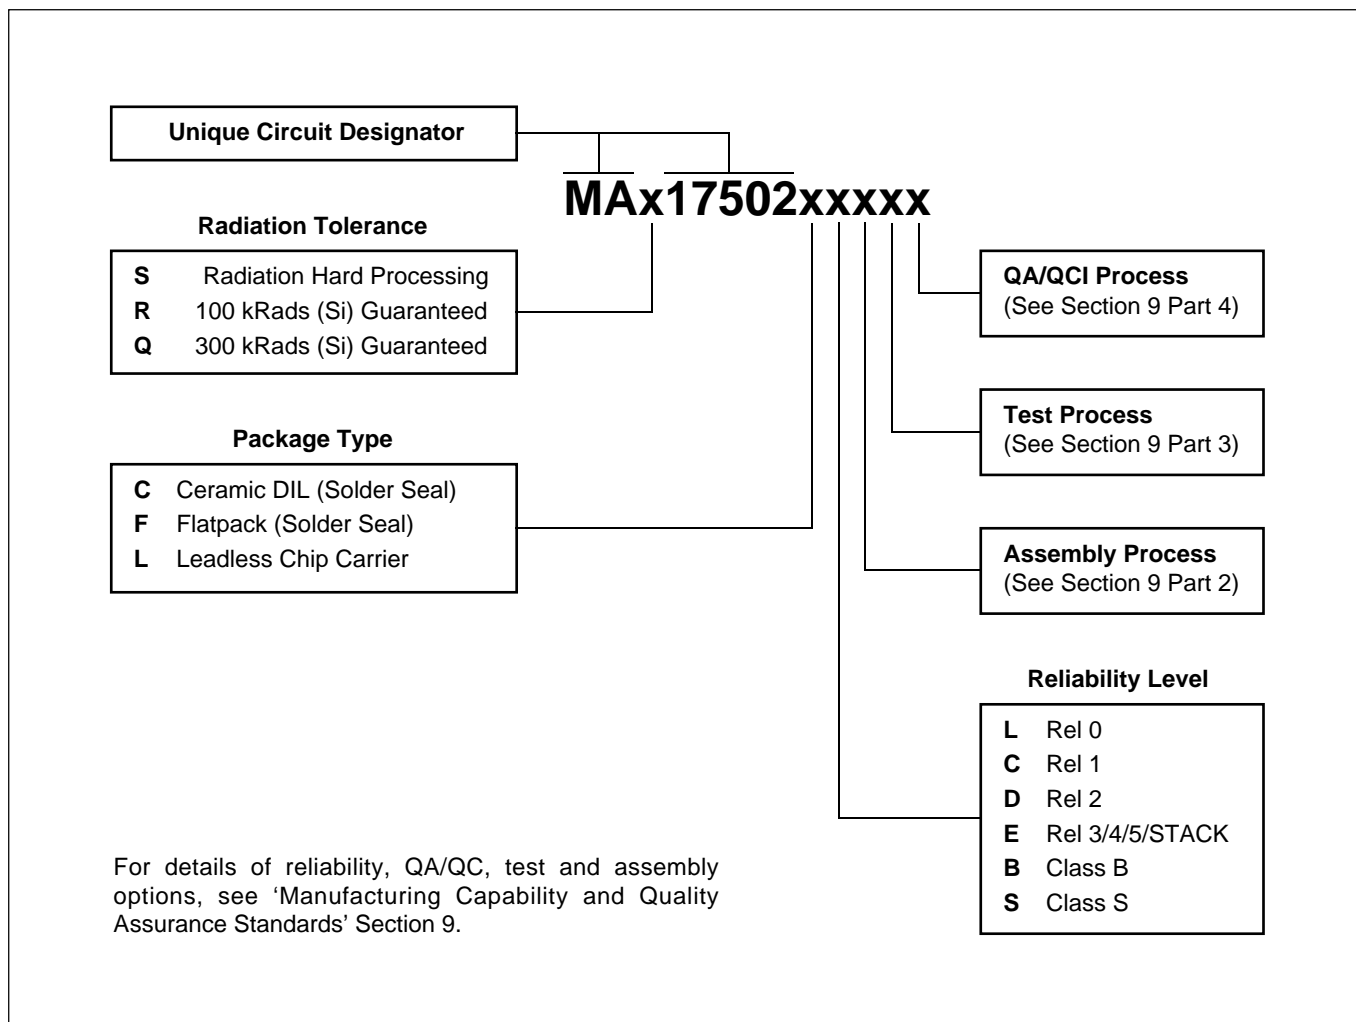 Unique Circuit Designator
MAx17502xxxxx
Radiation Tolerance
S Radiation Hard Processing
R 100 kRads (Si) Guaranteed
Q 300 kRads (Si) Guaranteed
Package Type
C Ceramic DIL (Solder Seal)
F Flatpack (Solder Seal)
L Leadless Chip Carrier
QA/QCI Process
(See Section 9 Part 4)
Test Process
(See Section 9 Part 3)
Assembly Process
(See Section 9 Part 2)
Reliability Level
L Rel 0
C Rel 1
D Rel 2
E Rel 3/4/5/STACK
B Class B
S Class S
For details of reliability, QA/QC, test and assembly
options, see ‘Manufacturing Capability and Quality
Assurance Standards’ Section 9.